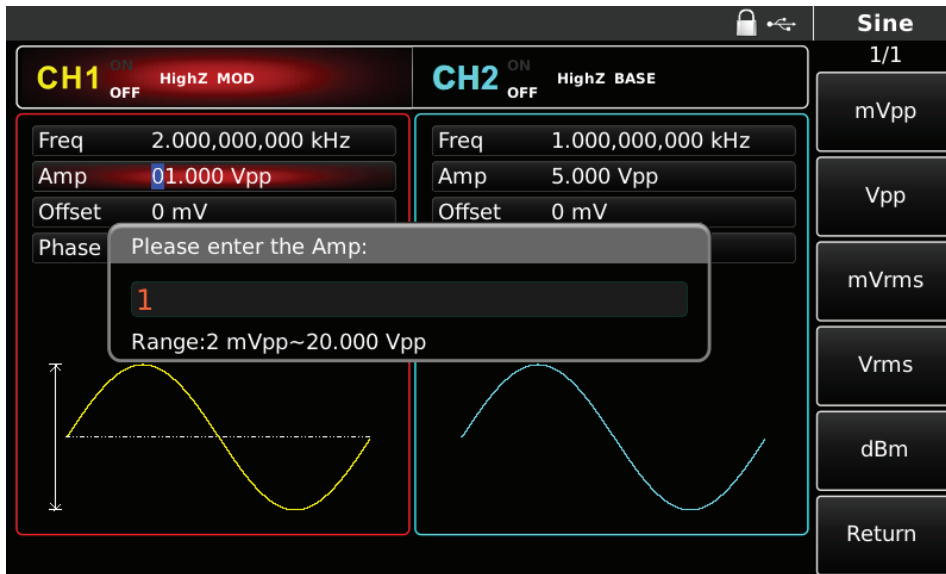 Sine
1/1
CH1 ON OFF HighZ MOD
CH2 ON OFF HighZ BASE
Freq 2.000,000,000 kHz
Amp 01.000 Vpp
Offset 0 mV
Phase
Freq 1.000,000,000 kHz
Amp 5.000 Vpp
Offset 0 mV
Please enter the Amp:
1
Range:2 mVpp~20.000 Vpp
mVpp
Vpp
mVrms
Vrms
dBm
Return